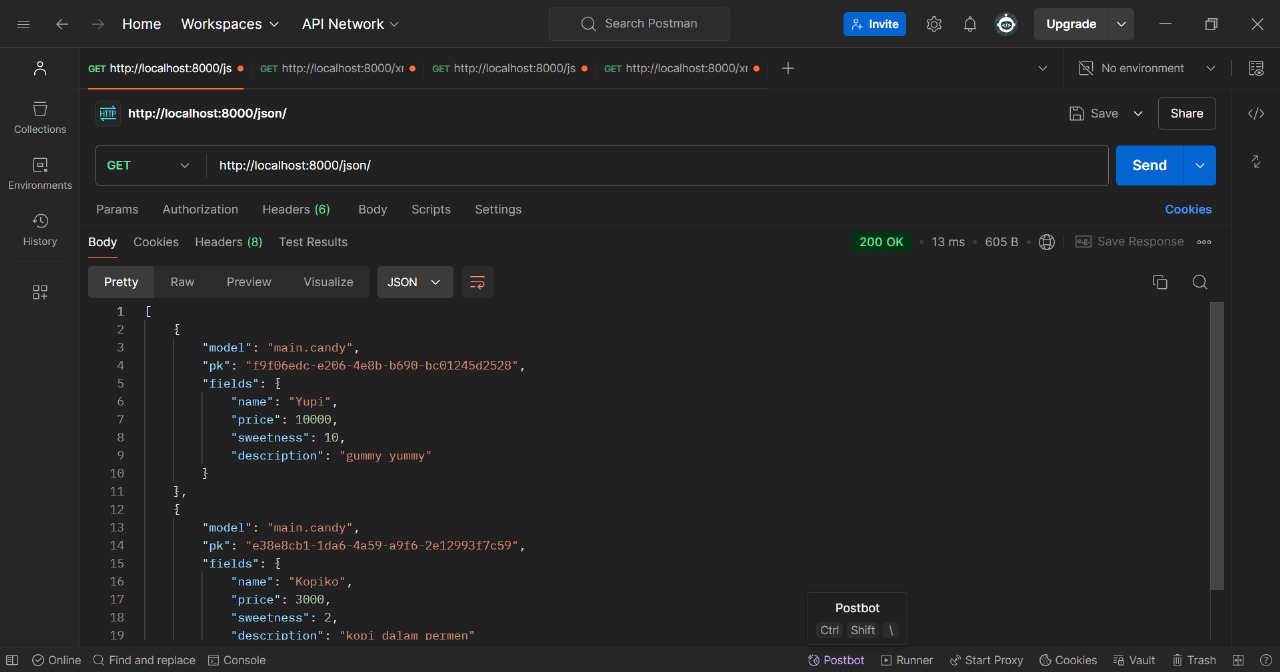 Home Workspaces API Network Search Postman Invite Upgrade
GET http://localhost:8000/js GET http://localhost:8000/xr GET http://localhost:8000/js GET http://localhost:8000/xr No environment
HTTP http://localhost:8000/json/ Save Share
Collections
Environments
History
GET http://localhost:8000/json/ Send
Params Authorization Headers (6) Body Scripts Settings Cookies
Body Cookies Headers (8) Test Results 200 OK 13 ms 605 B e.g. Save Response
Pretty Raw Preview Visualize JSON
1 [
2 {
3 "model": "main.candy",
4 "pk": "f9f06edc-e206-4e8b-b690-bc01245d2528",
5 "fields": {
6 "name": "Yupi",
7 "price": 10000,
8 "sweetness": 10,
9 "description": "gummy yummy"
10 }
11 },
12 {
13 "model": "main.candy",
14 "pk": "e38e8cb1-1da6-4a59-a9f6-2e12993f7c59",
15 "fields": {
16 "name": "Kopiko",
17 "price": 3000,
18 "sweetness": 2,
19 "description": "kopi dalam permen"
Postbot
Ctrl Shift \
Online Find and replace Console Postbot Runner Start Proxy Cookies Vault Trash